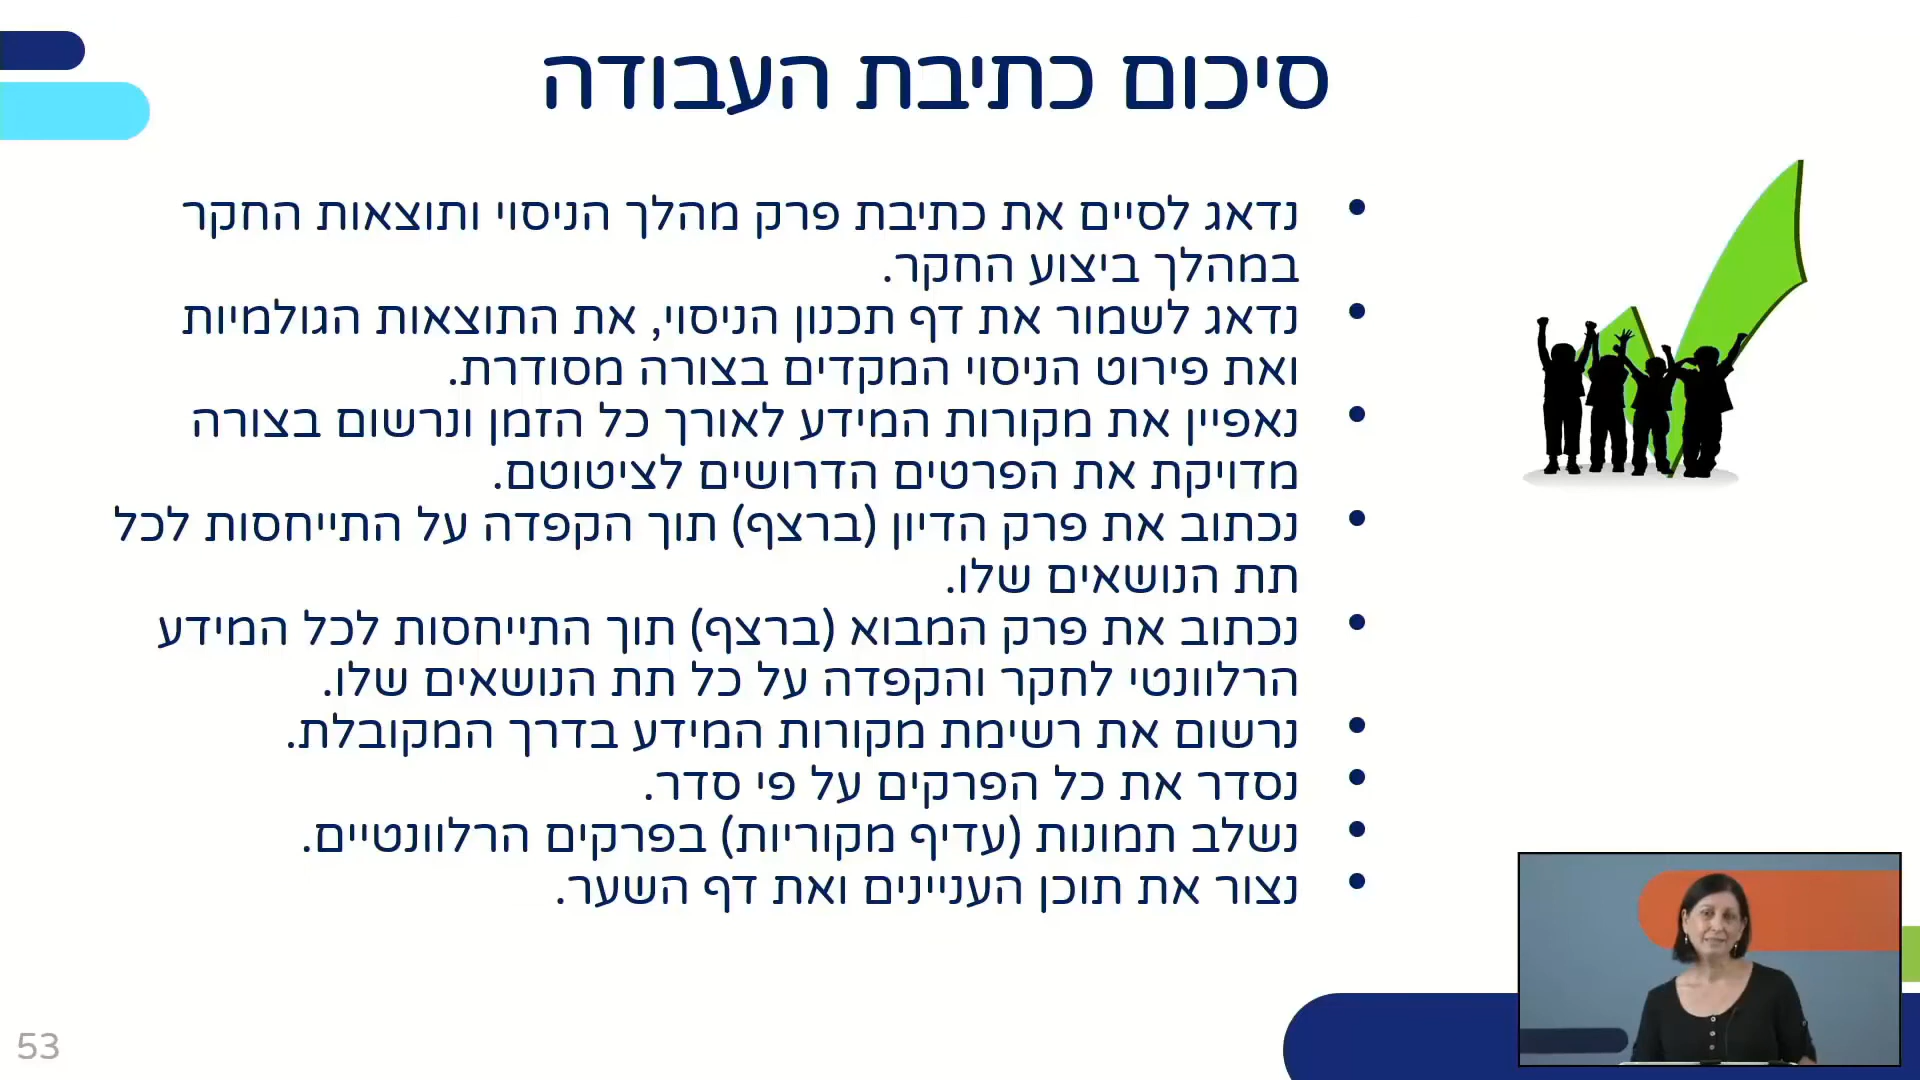 סיכום כתיבת העבודה
• נדאג לסיים את כתיבת פרק מהלך הניסוי ותוצאות החקר
במהלך ביצוע החקר.
• נדאג לשמור את דף תכנון הניסוי, את התוצאות הגולמיות
ואת פירוט הניסוי המקדים בצורה מסודרת.
• נאפיין את מקורות המידע לאורך כל הזמן ונרשום בצורה
מדויקת את הפרטים הדרושים לציטוטם.
• נכתוב את פרק הדיון (ברצף) תוך הקפדה על התייחסות לכל
תת הנושאים שלו.
• נכתוב את פרק המבוא (ברצף) תוך התייחסות לכל המידע
הרלוונטי לחקר והקפדה על כל תת הנושאים שלו.
• נרשום את רשימת מקורות המידע בדרך המקובלת.
• נסדר את כל הפרקים על פי סדר.
• נשלב תמונות (עדיף מקוריות) בפרקים הרלוונטיים.
• נצור את תוכן העניינים ואת דף השער.
53